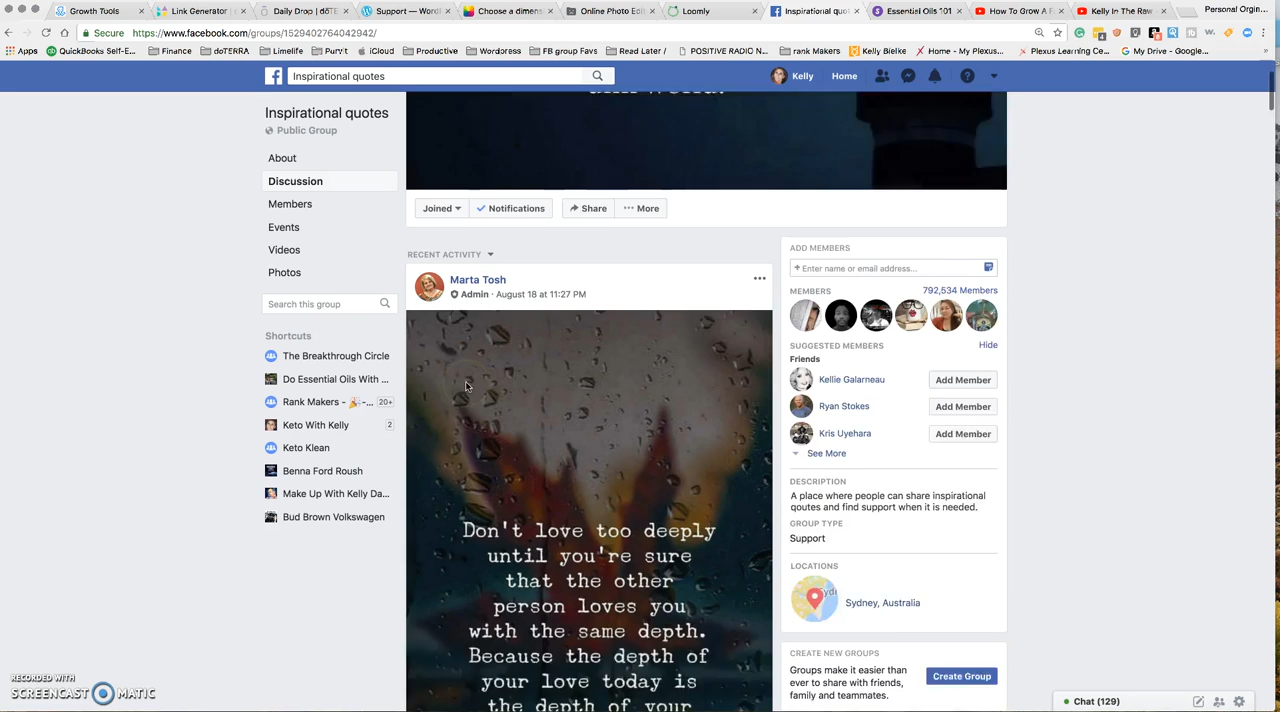 Growth Tools
Link Generator |
Daily Drop | dōTE
Support — WordP
Choose a dimens
Online Photo Edit
Loomly
Inspirational quot
Essential Oils 101
How To Grow A F
Kelly In The Raw -
Personal Orgin...
Secure
https://www.facebook.com/groups/1529402764042942/
Apps
QuickBooks Self-E...
Finance
doTERRA
Limelife
Purvit/
iCloud
Productive
Wordpress
FB group Favs
Read Later /
POSITIVE RADIO N...
rank Makers
Kelly Bielke
Home - My Plexus...
Plexus Learning Ce...
My Drive - Google...
Inspirational quotes
Kelly
Home
Inspirational quotes
Public Group
About
Discussion
Members
Events
Videos
Photos
Search this group
Shortcuts
The Breakthrough Circle
Do Essential Oils With ...
Rank Makers - 🎉-... 20+
Keto With Kelly 2
Keto Klean
Benna Ford Roush
Make Up With Kelly Da...
Bud Brown Volkswagen
Joined
Notifications
Share
More
RECENT ACTIVITY
Marta Tosh
Admin · August 18 at 11:27 PM
Don't love too deeply
until you're sure
that the other
person loves you
with the same depth.
Because the depth of
your love today is
the depth of your
ADD MEMBERS
+ Enter name or email address...
MEMBERS
792,534 Members
SUGGESTED MEMBERS
Hide
Friends
Kellie Galarneau
Add Member
Ryan Stokes
Add Member
Kris Uyehara
Add Member
See More
DESCRIPTION
A place where people can share inspirational
qoutes and find support when it is needed.
GROUP TYPE
Support
LOCATIONS
Sydney, Australia
CREATE NEW GROUPS
Groups make it easier than
ever to share with friends,
family and teammates.
Create Group
Chat (129)
RECORDED WITH
SCREENCAST MATIC